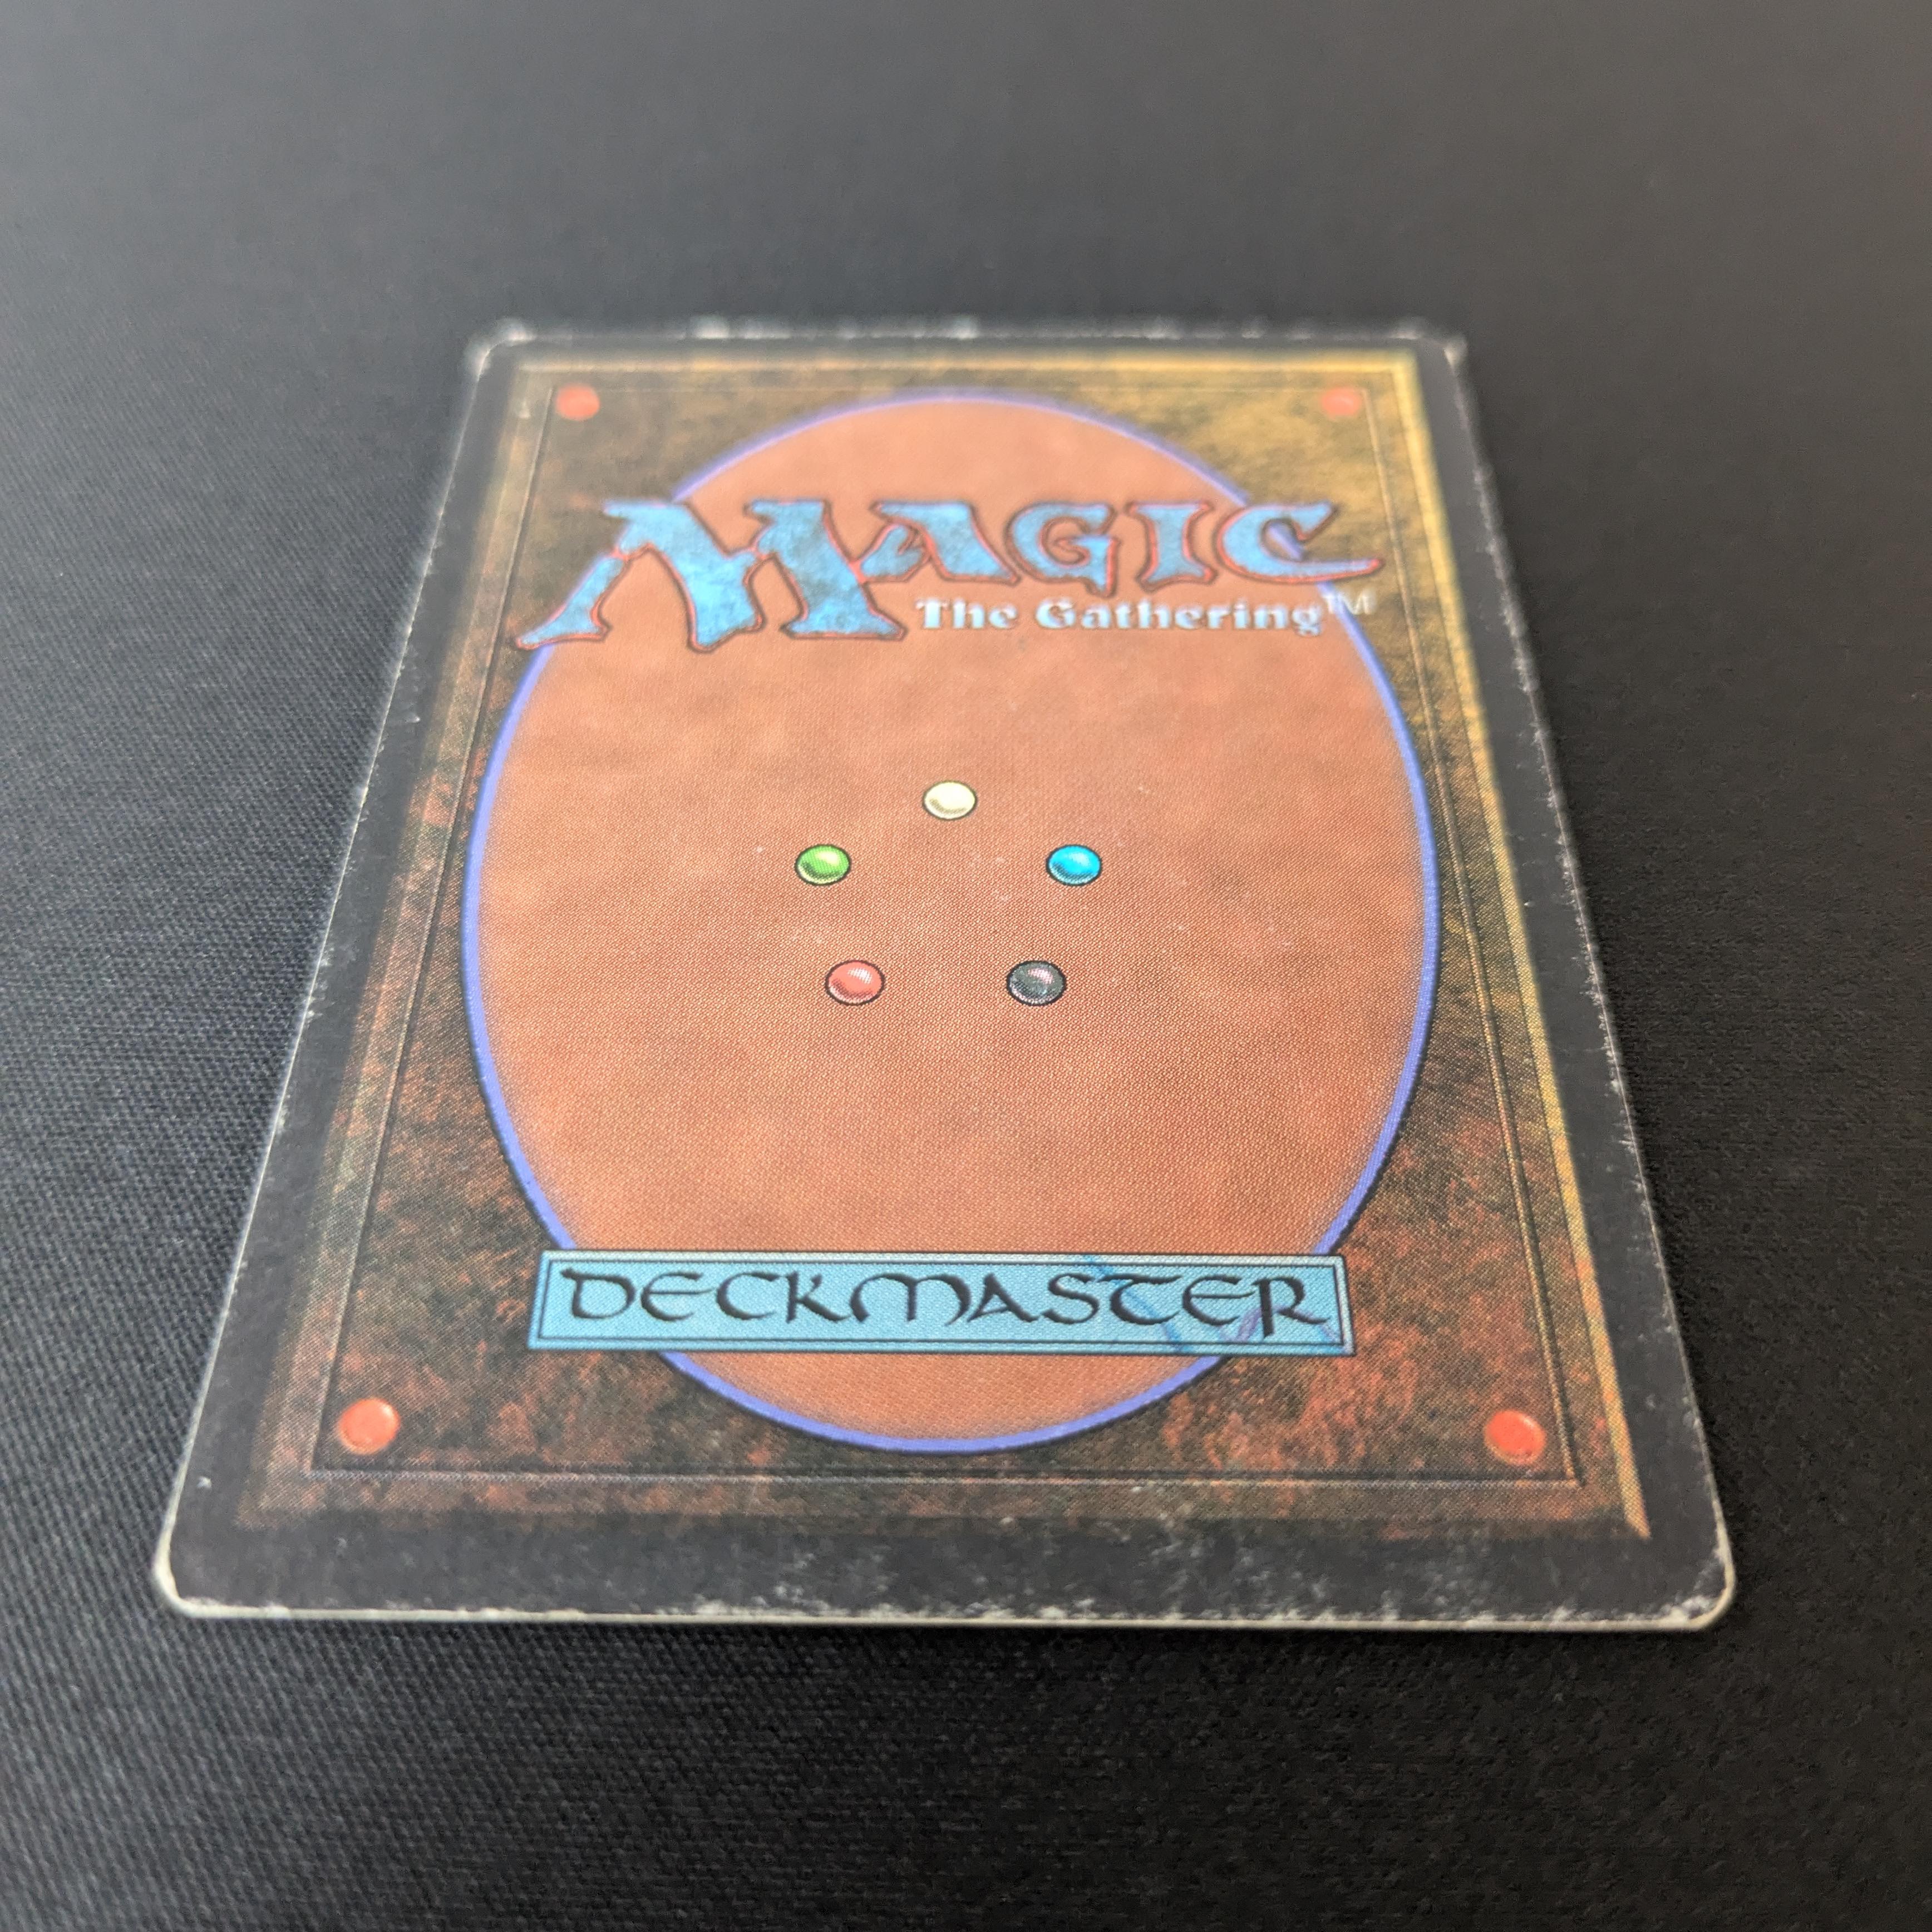 MAGIC
The Gathering™
DECKMASTER